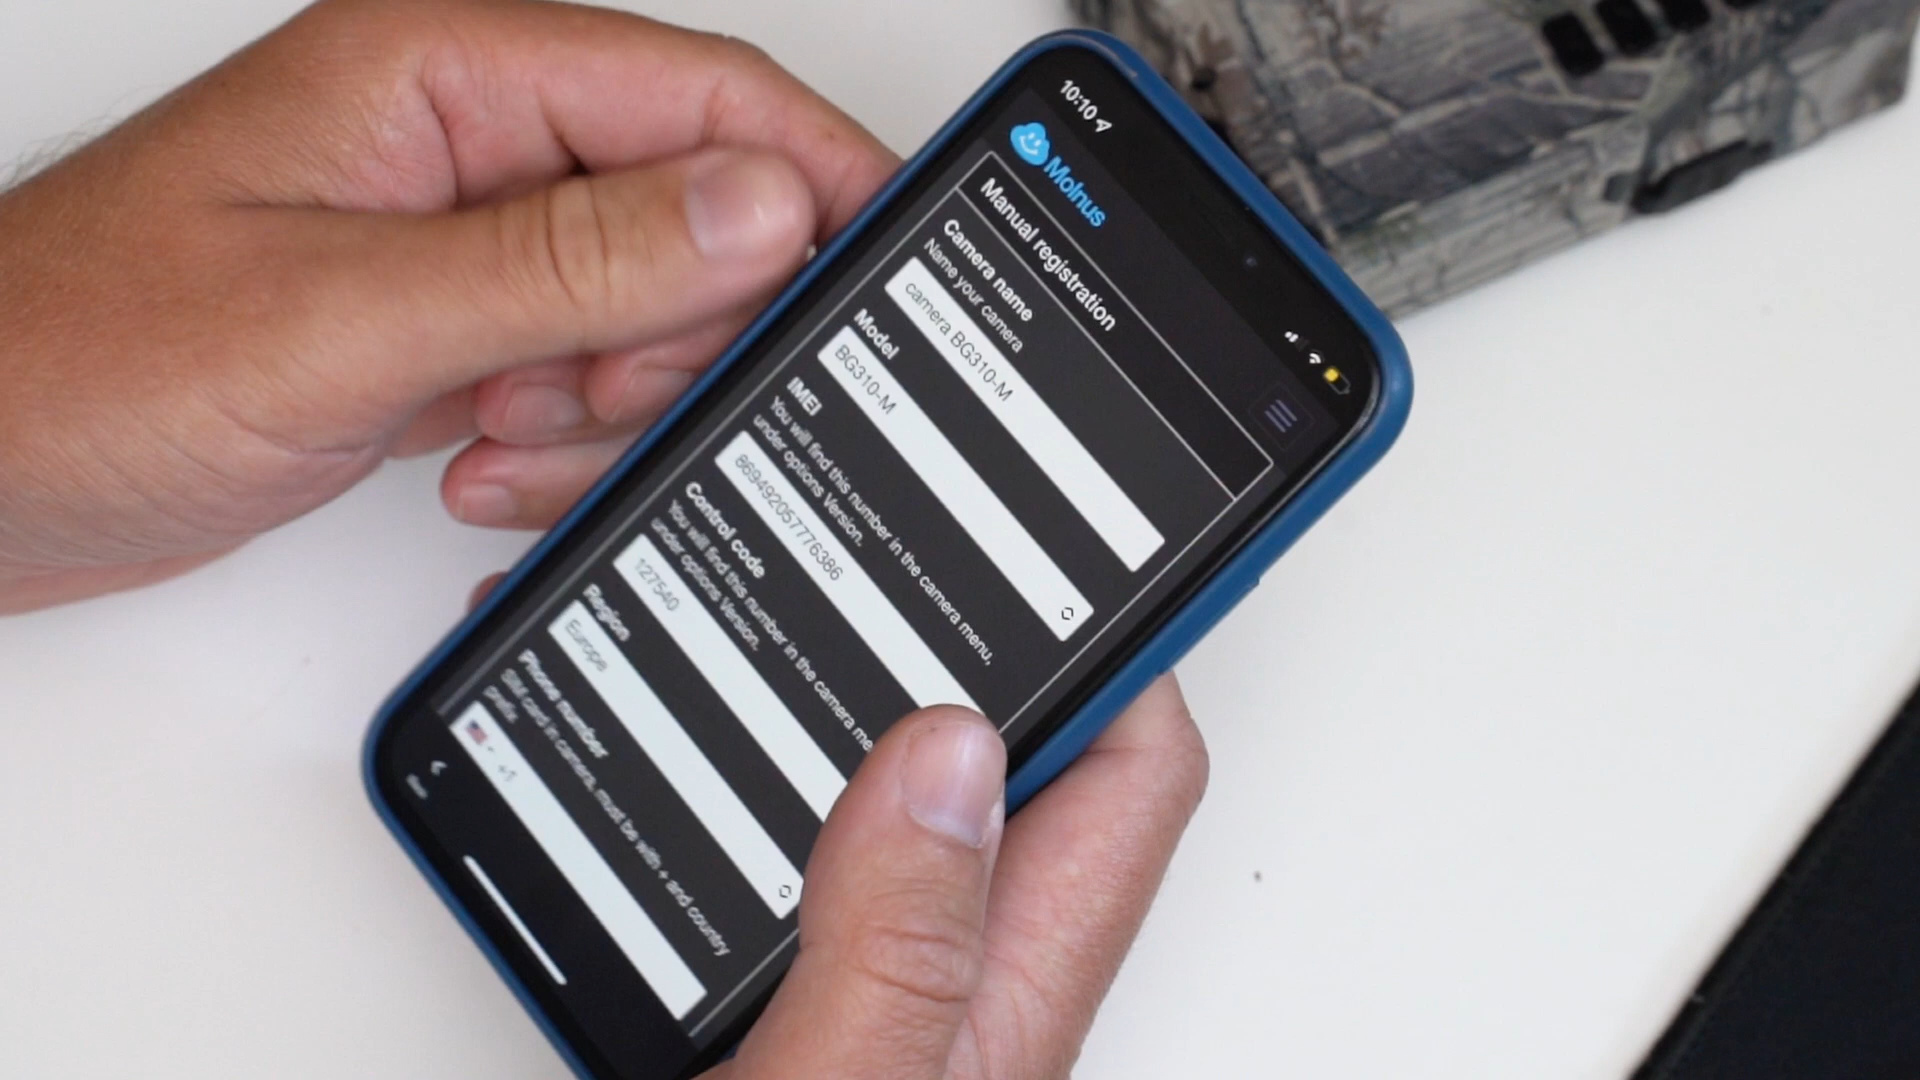 10:10
Molnus
Manual registration
Camera name
Name your camera
camera BG310-M
Model
BG310-M
IMEI
You will find this number in the camera menu,
under options Version.
869492057776386
Control code
You will find this number in the camera me
under options Version.
127540
Region
Europe
Phone number
SIM card in camera, must be with + and country
prefix.
+1